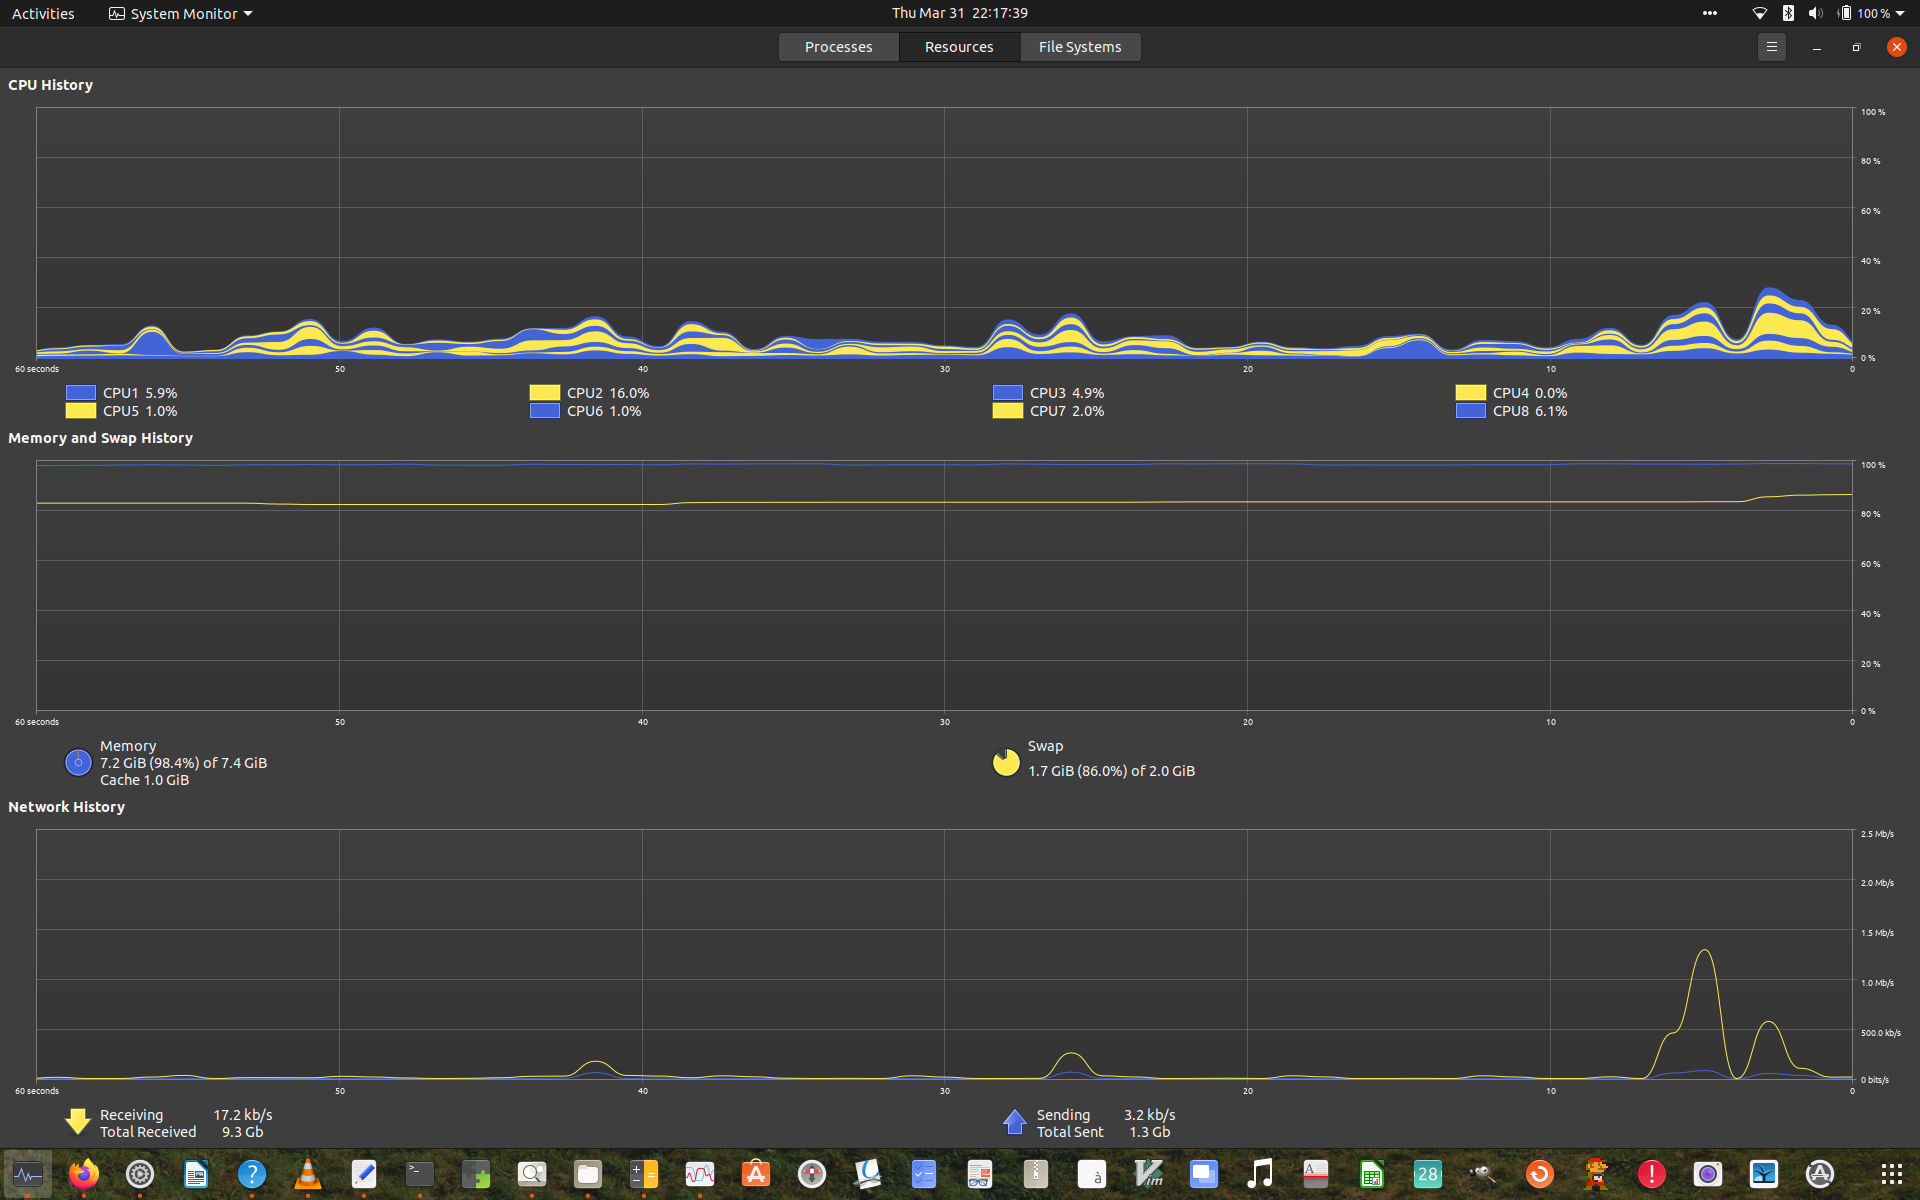 Activities System Monitor Thu Mar 31 22:17:39 100 %
Processes Resources File Systems
CPU History
100 %
80 %
60 %
40 %
20 %
0 %
60 seconds 50 40 30 20 10 0
CPU1 5.9% CPU2 16.0% CPU3 4.9% CPU4 0.0%
CPU5 1.0% CPU6 1.0% CPU7 2.0% CPU8 6.1%
Memory and Swap History
100 %
80 %
60 %
40 %
20 %
0 %
60 seconds 50 40 30 20 10 0
Memory
7.2 GiB (98.4%) of 7.4 GiB
Cache 1.0 GiB
Swap
1.7 GiB (86.0%) of 2.0 GiB
Network History
2.5 Mb/s
2.0 Mb/s
1.5 Mb/s
1.0 Mb/s
500.0 kb/s
0 bits/s
60 seconds 50 40 30 20 10 0
Receiving 17.2 kb/s
Total Received 9.3 Gb
Sending 3.2 kb/s
Total Sent 1.3 Gb
? >_ à Vim A 28 !